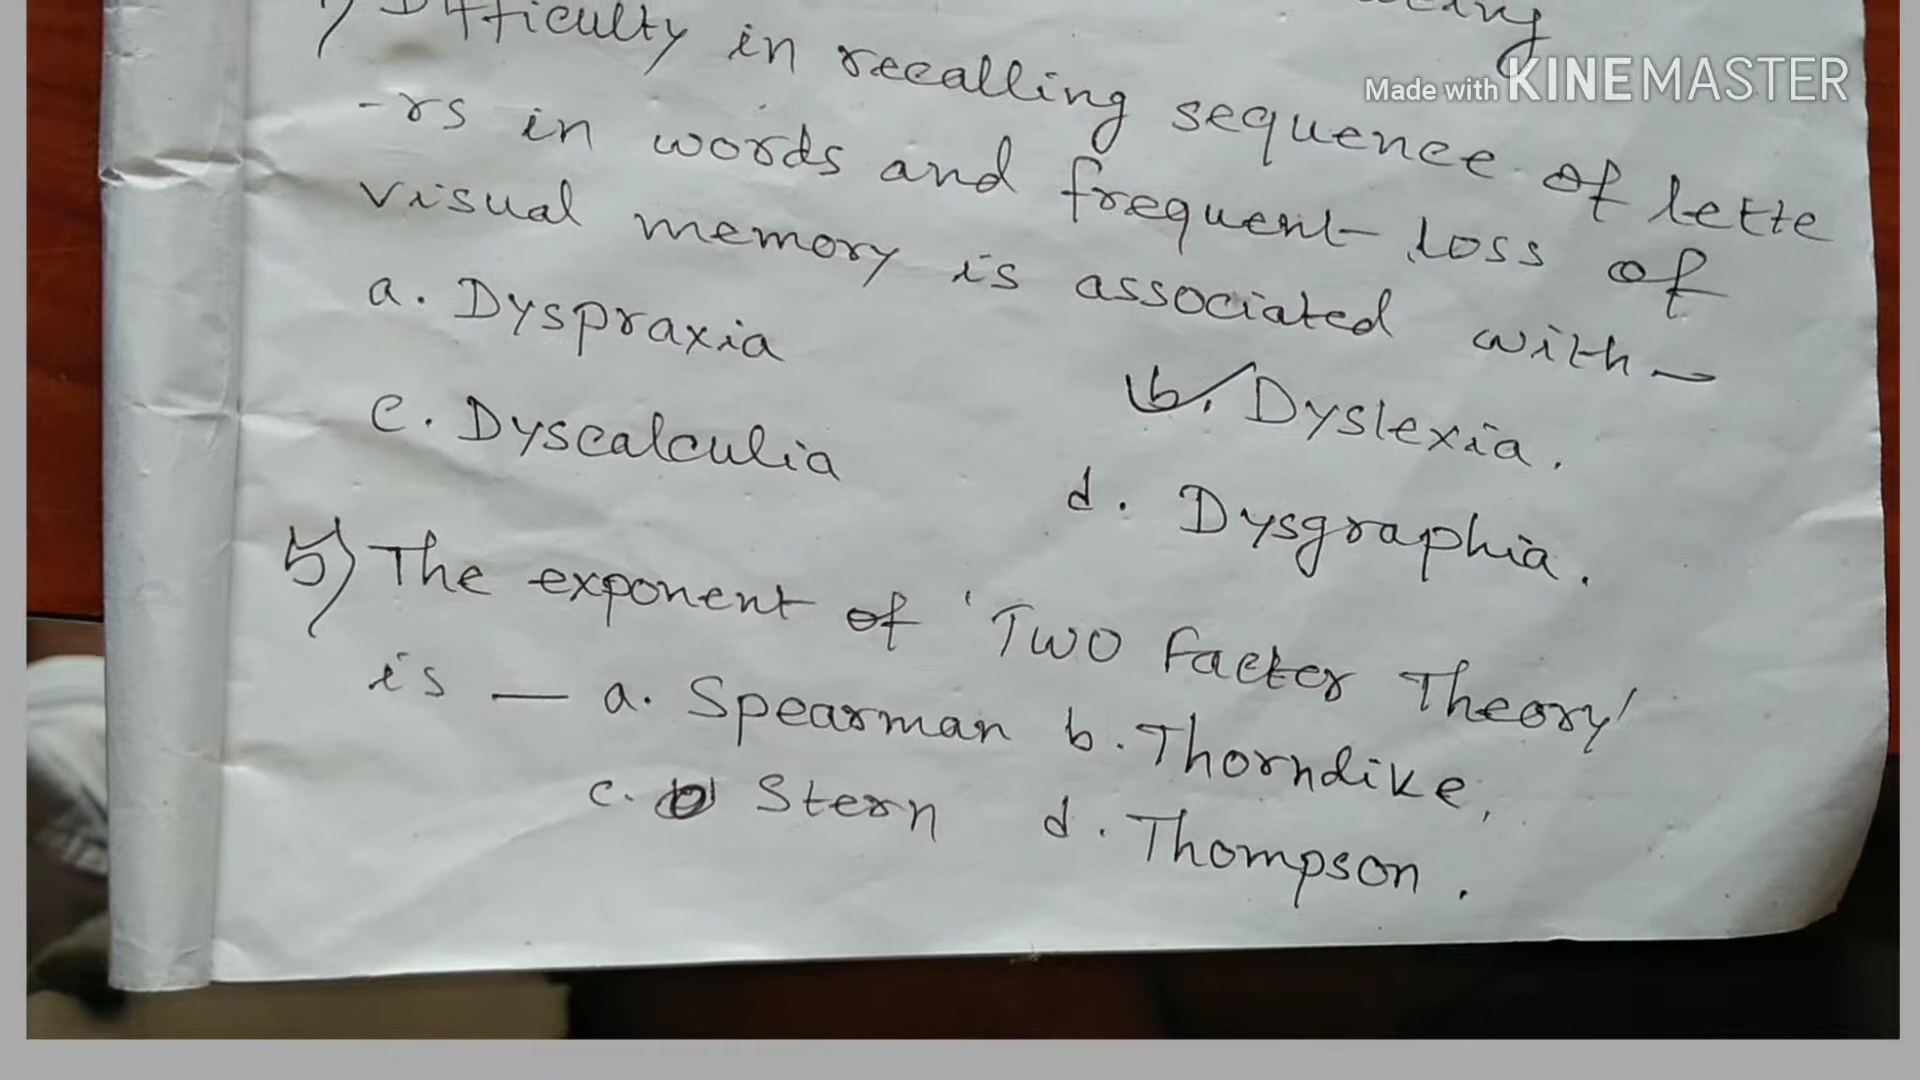 Difficulty in recalling sequence of lette
-rs in words and frequent loss of
visual memory is associated with—
a. Dyspraxia
b. Dyslexia.
c. Dyscalculia
d. Dysgraphia.
5) The exponent of 'Two Factor Theory'
is — a. Spearman b. Thorndike,
c. Stern d. Thompson.
Made with KINEMASTER